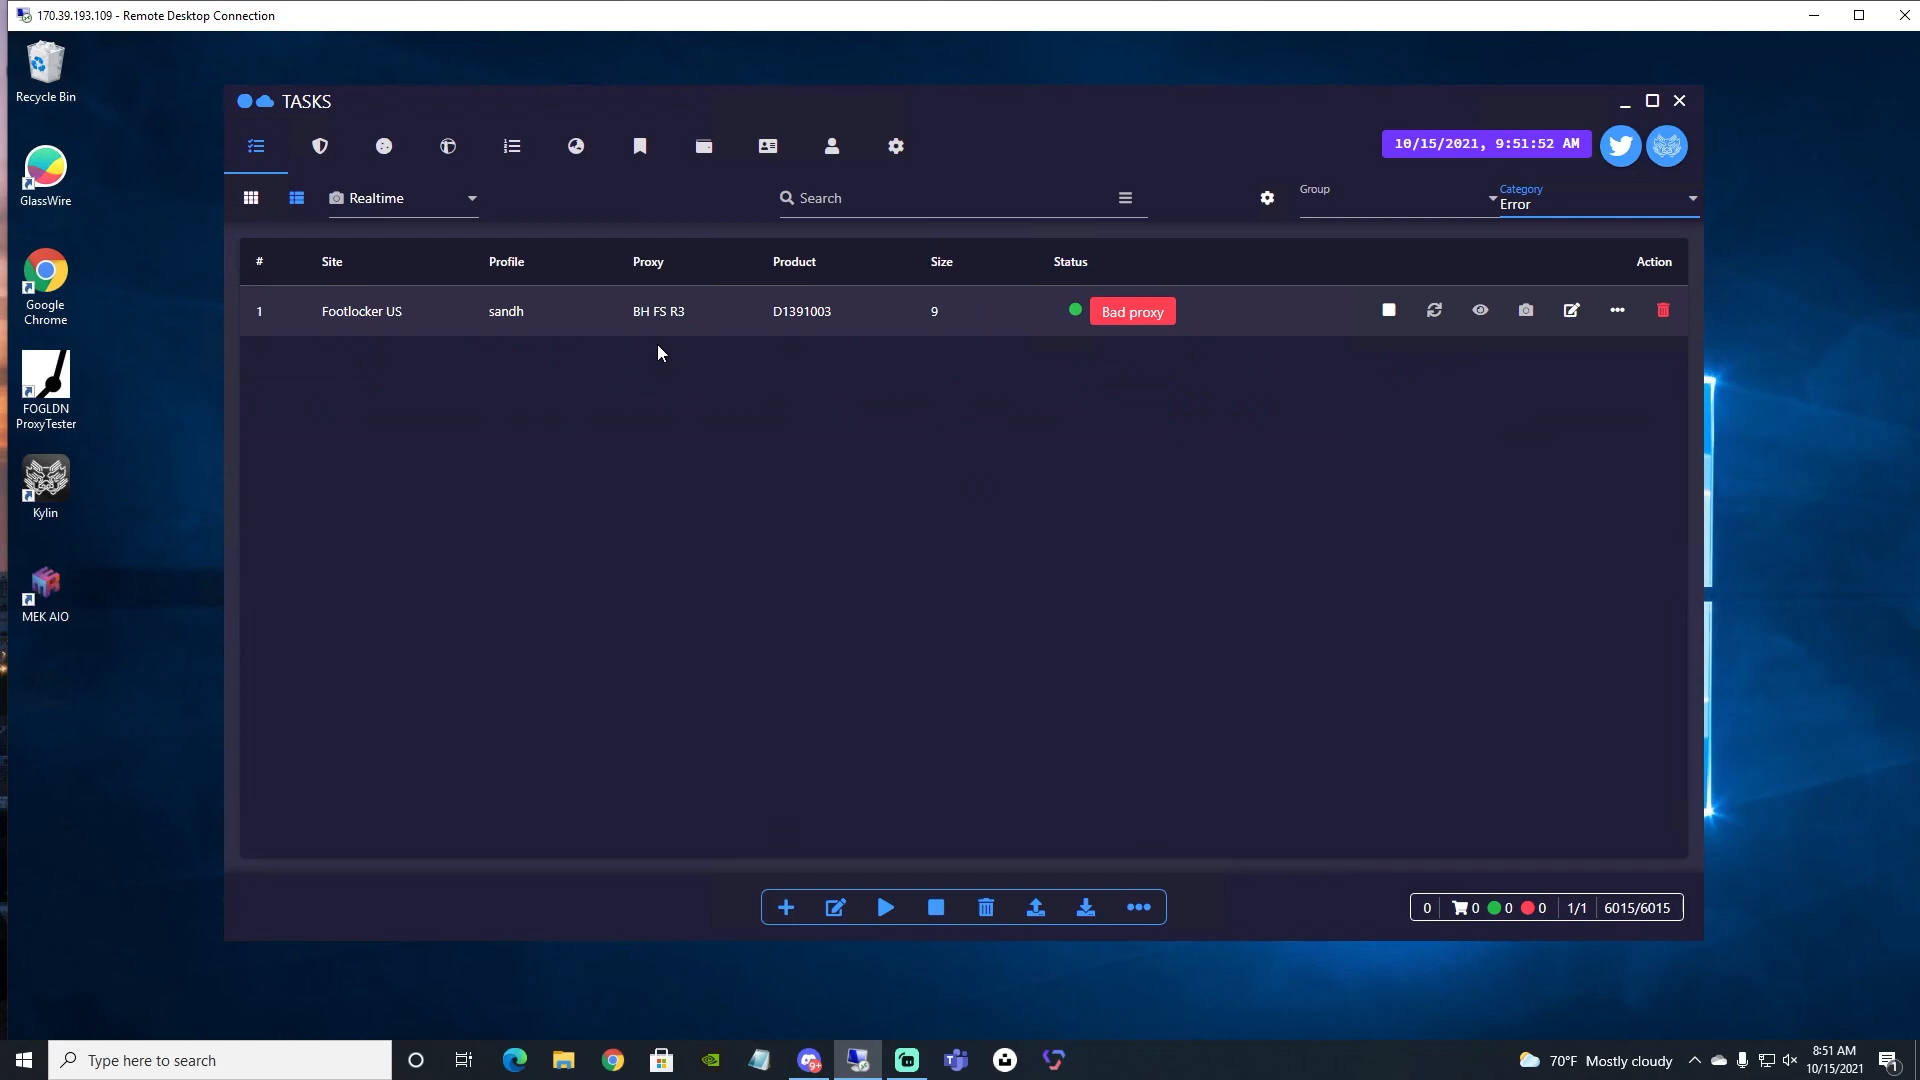 170.39.193.109 - Remote Desktop Connection
Recycle Bin
GlassWire
Google
Chrome
FOGLDN
ProxyTester
Kylin
MEK AIO
TASKS
10/15/2021, 9:51:52 AM
Realtime
Search
Group
Category
Error
# Site Profile Proxy Product Size Status Action
1 Footlocker US sandh BH FS R3 D1391003 9 Bad proxy
0 0 0 0 1/1 6015/6015
Type here to search
9+
70°F Mostly cloudy
8:51 AM
10/15/2021
1